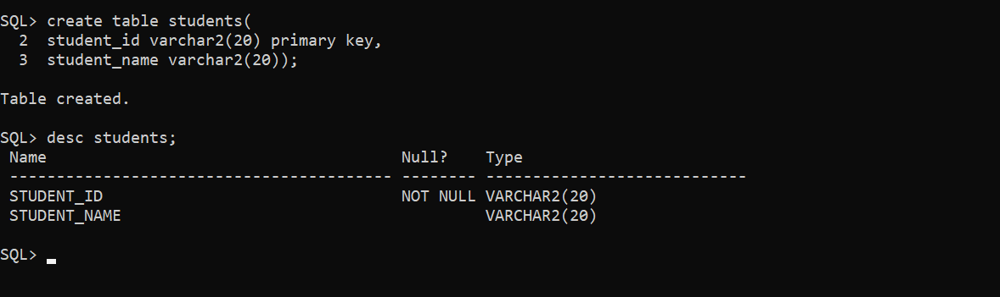 SQL> create table students(
  2  student_id varchar2(20) primary key,
  3  student_name varchar2(20));
Table created.
SQL> desc students;
 Name                                      Null?    Type
 ----------------------------------------- -------- ----------------------------
 STUDENT_ID                                NOT NULL VARCHAR2(20)
 STUDENT_NAME                                       VARCHAR2(20)
SQL>